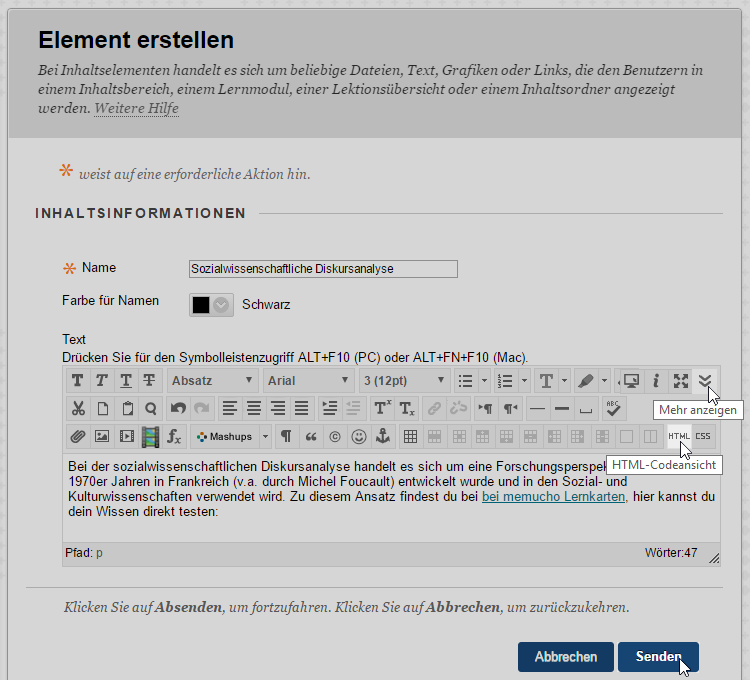 Element erstellen
Bei Inhaltselementen handelt es sich um beliebige Dateien, Text, Grafiken oder Links, die den Benutzern in
einem Inhaltsbereich, einem Lernmodul, einer Lektionsübersicht oder einem Inhaltsordner angezeigt
werden. Weitere Hilfe
weist auf eine erforderliche Aktion hin.
INHALTSINFORMATIONEN
Name Sozialwissenschaftliche Diskursanalyse
Farbe für Namen Schwarz
Text
Drücken Sie für den Symbolleistenzugriff ALT+F10 (PC) oder ALT+FN+F10 (Mac).
T T T T Absatz Arial 3 (12pt) T i
Tx Tx ABC Mehr anzeigen
fx Mashups ¶ “ © HTML CSS
HTML-Codeansicht
Bei der sozialwissenschaftlichen Diskursanalyse handelt es sich um eine
1970er Jahren in Frankreich (v.a. durch Michel Foucault) entwickelt wurde und in den Sozial- und
Kulturwissenschaften verwendet wird. Zu diesem Ansatz findest du bei bei memucho Lernkarten, hier kannst du
dein Wissen direkt testen:
Pfad: p Wörter:47
Klicken Sie auf Absenden, um fortzufahren. Klicken Sie auf Abbrechen, um zurückzukehren.
Abbrechen Senden